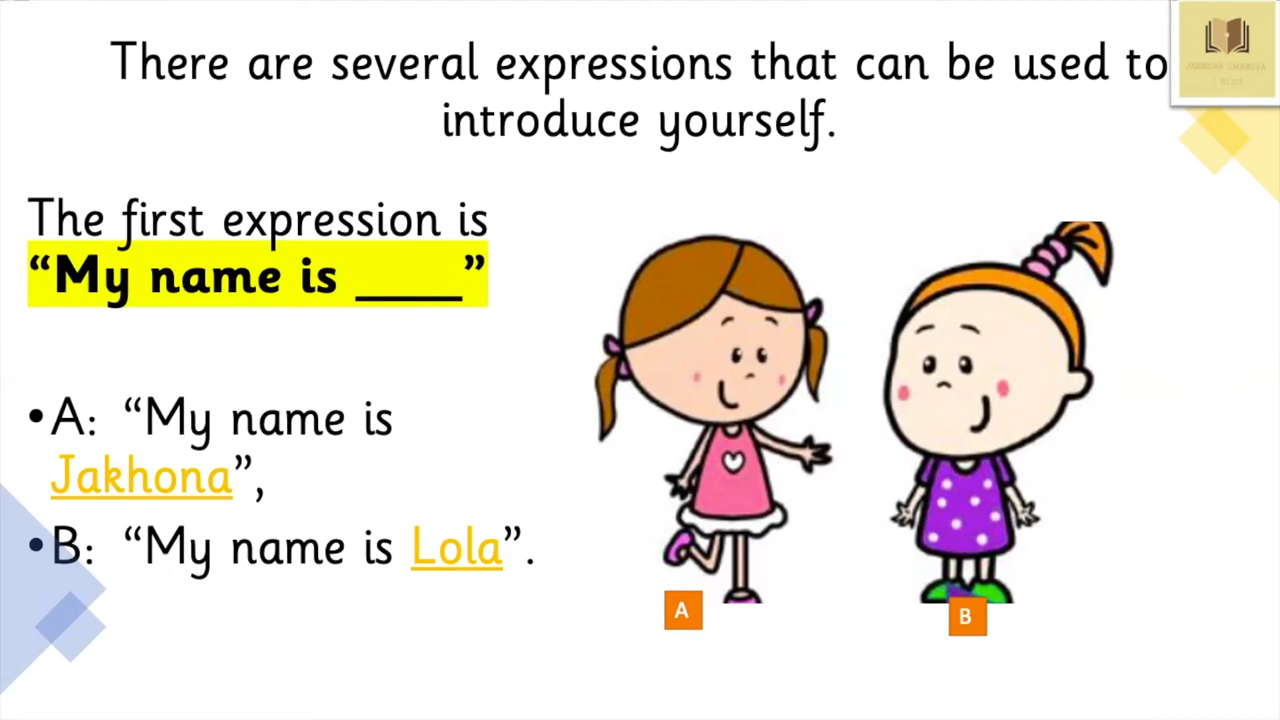 There are several expressions that can be used to
introduce yourself.
The first expression is
“My name is ____”
•A: “My name is
Jakhona”,
•B: “My name is Lola”.
A
B
BLOG